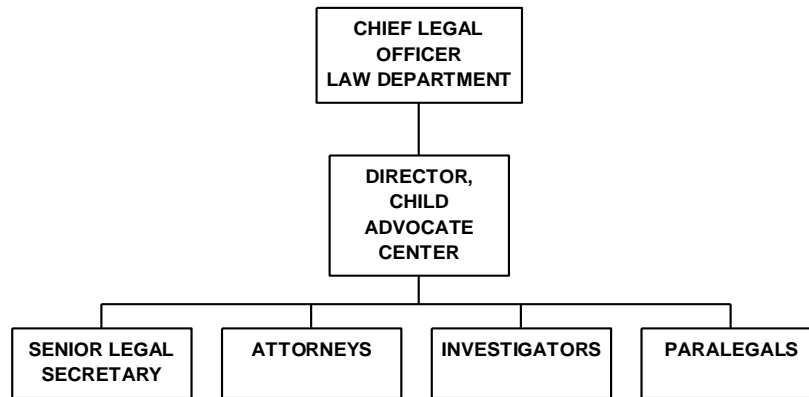 CHIEF LEGAL
OFFICER
LAW DEPARTMENT
DIRECTOR,
CHILD
ADVOCATE
CENTER
SENIOR LEGAL
SECRETARY
ATTORNEYS
INVESTIGATORS
PARALEGALS